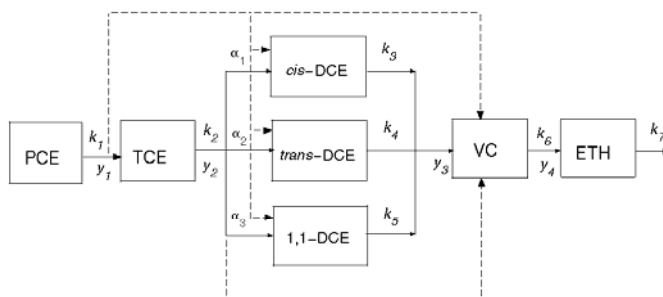 α₁
k₃
cis-DCE
PCE
k₁
y₁
TCE
k₂
y₂
α₂
trans-DCE
k₄
y₃
VC
k₆
y₄
ETH
k₇
α₃
1,1-DCE
k₅